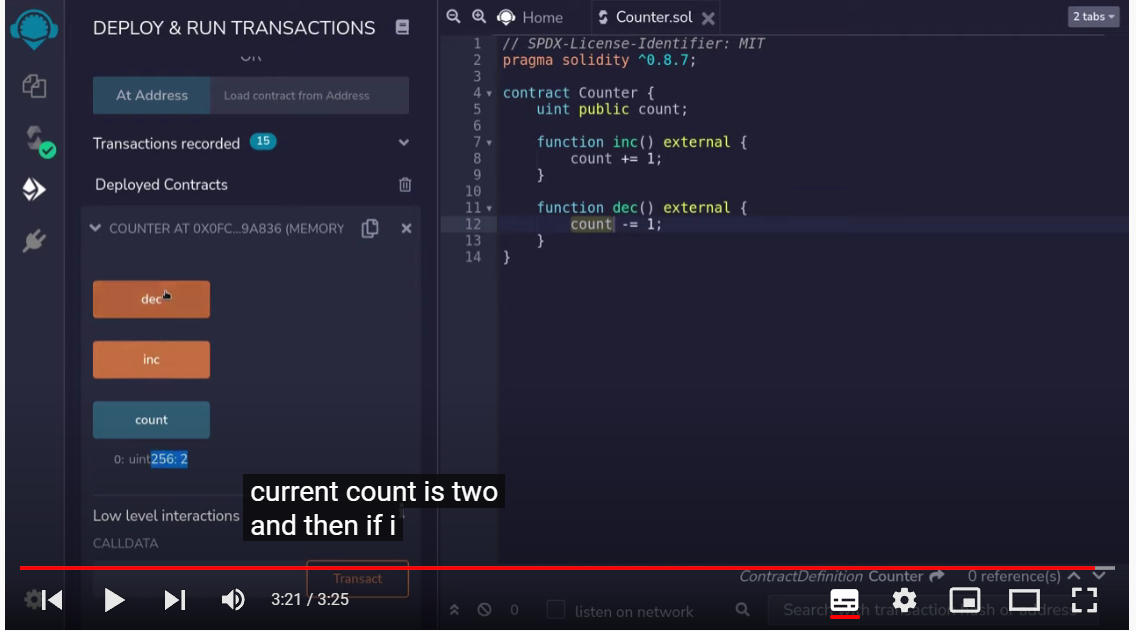 DEPLOY & RUN TRANSACTIONS
OR
At Address
Load contract from Address
Transactions recorded 15
Deployed Contracts
COUNTER AT 0X0FC...9A836 (MEMORY
dec
inc
count
0: uint256: 2
Low level interactions
CALLDATA
Transact
Home
Counter.sol
2 tabs
1 // SPDX-License-Identifier: MIT
2 pragma solidity ^0.8.7;
3
4 contract Counter {
5 uint public count;
6
7 function inc() external {
8 count += 1;
9 }
10
11 function dec() external {
12 count -= 1;
13 }
14 }
current count is two
and then if i
ContractDefinition Counter 0 reference(s)
0 listen on network
Search with transaction hash or address
3:21 / 3:25